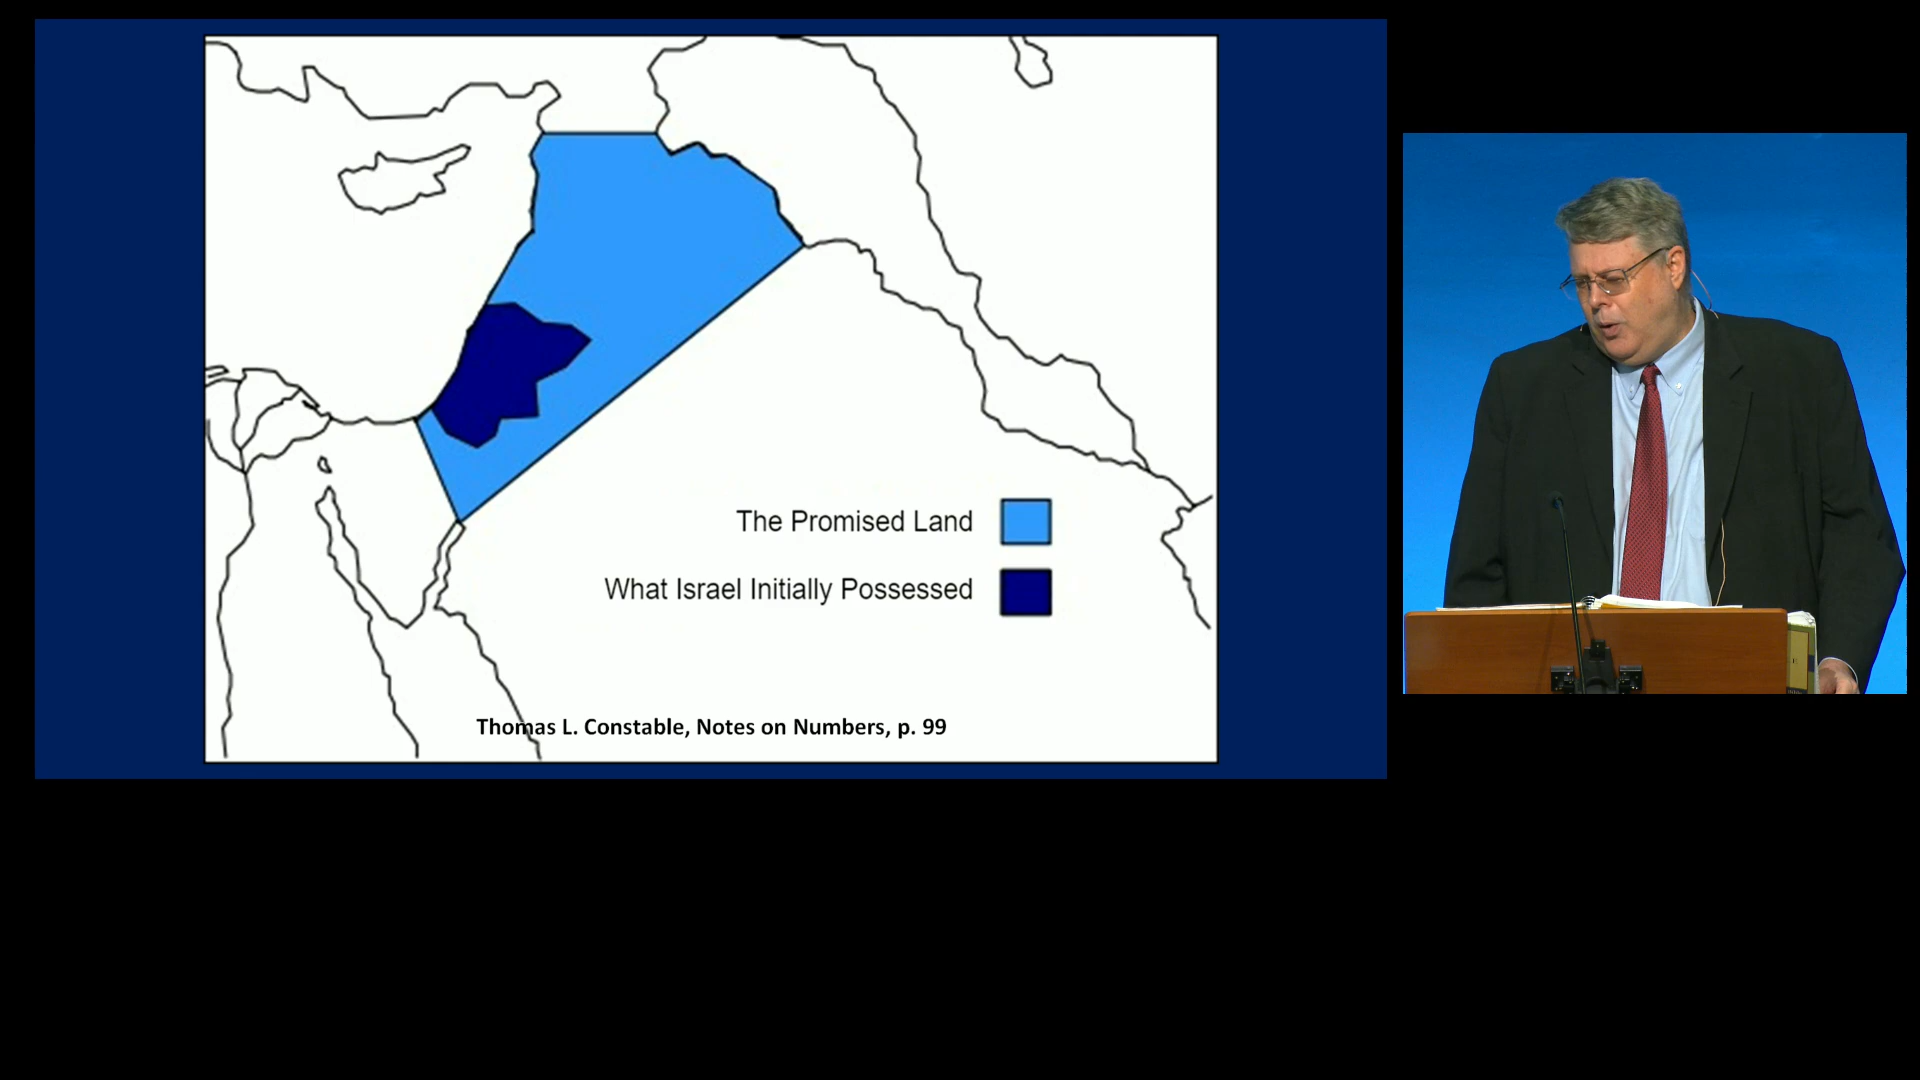 The Promised Land
What Israel Initially Possessed
Thomas L. Constable, Notes on Numbers, p. 99